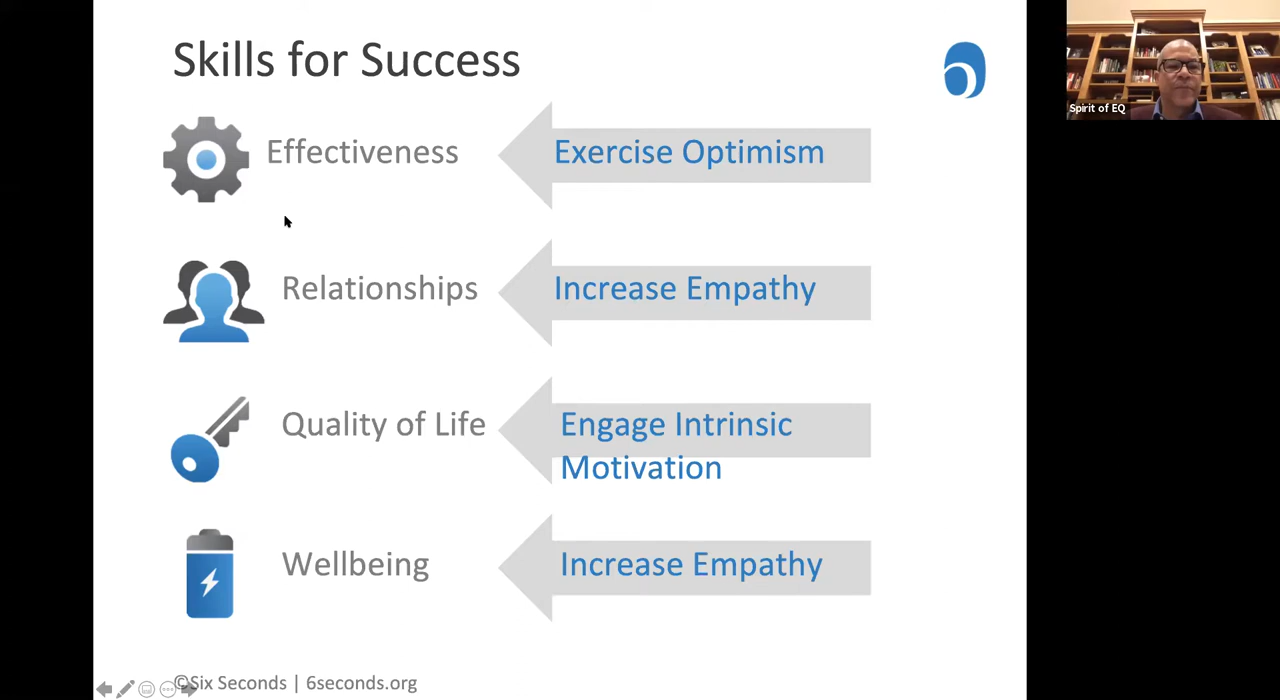 Skills for Success
Effectiveness
Exercise Optimism
Relationships
Increase Empathy
Quality of Life
Engage Intrinsic
Motivation
Wellbeing
Increase Empathy
©Six Seconds | 6seconds.org
Spirit of EQ